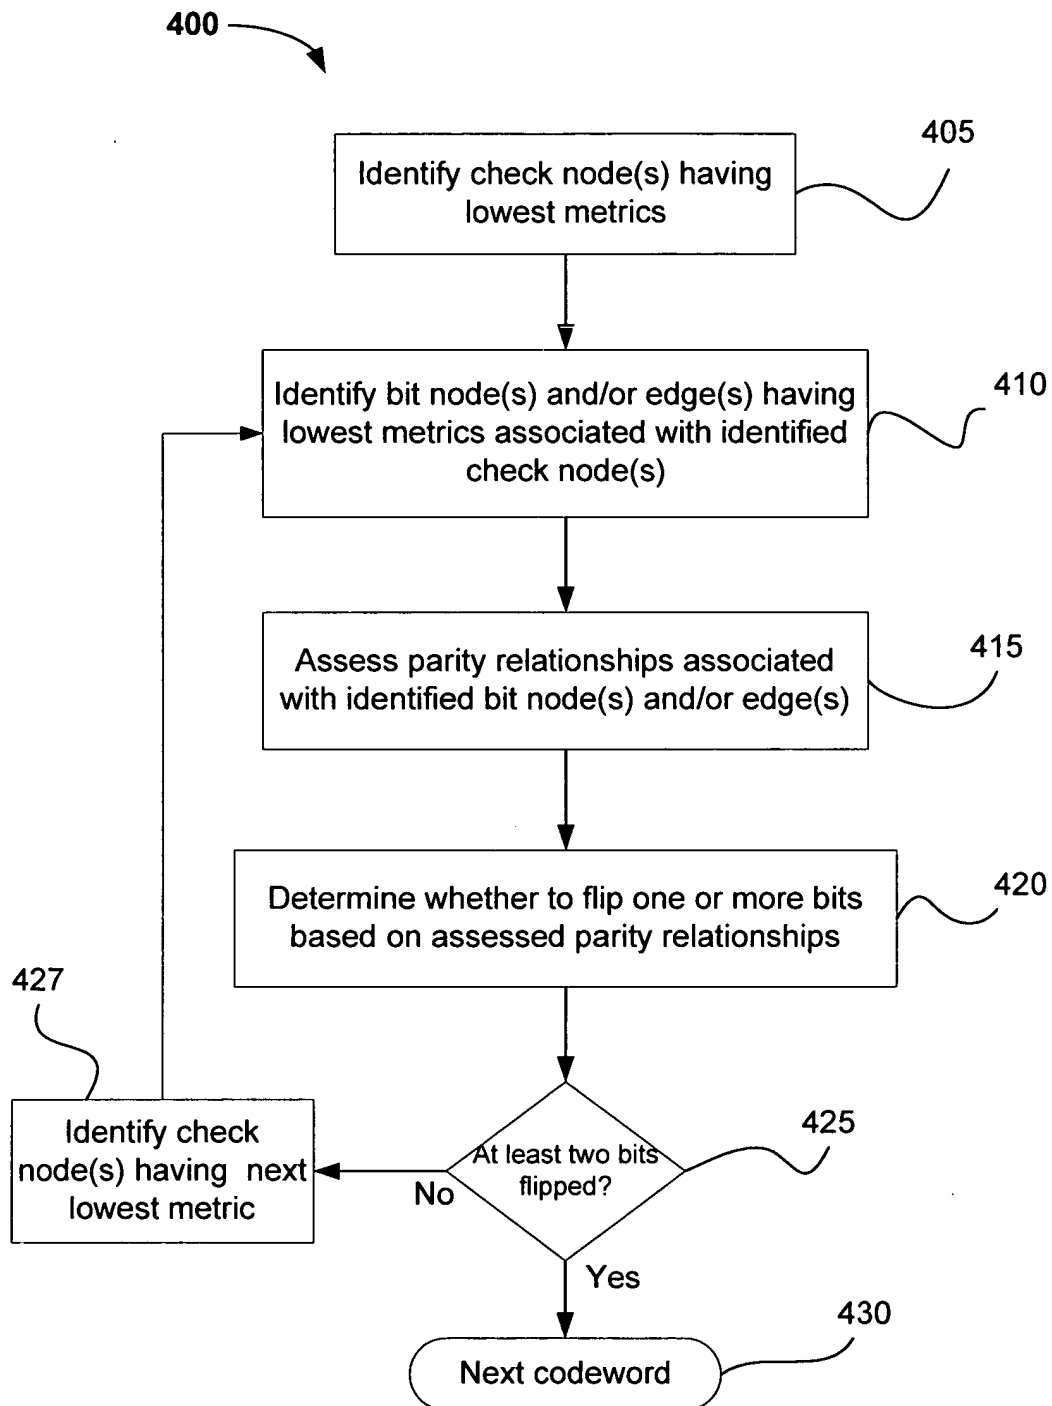 400
405
Identify check node(s) having
lowest metrics
410
Identify bit node(s) and/or edge(s) having
lowest metrics associated with identified
check node(s)
415
Assess parity relationships associated
with identified bit node(s) and/or edge(s)
420
Determine whether to flip one or more bits
based on assessed parity relationships
427
Identify check
node(s) having next
lowest metric
425
At least two bits
flipped?
No
Yes
430
Next codeword